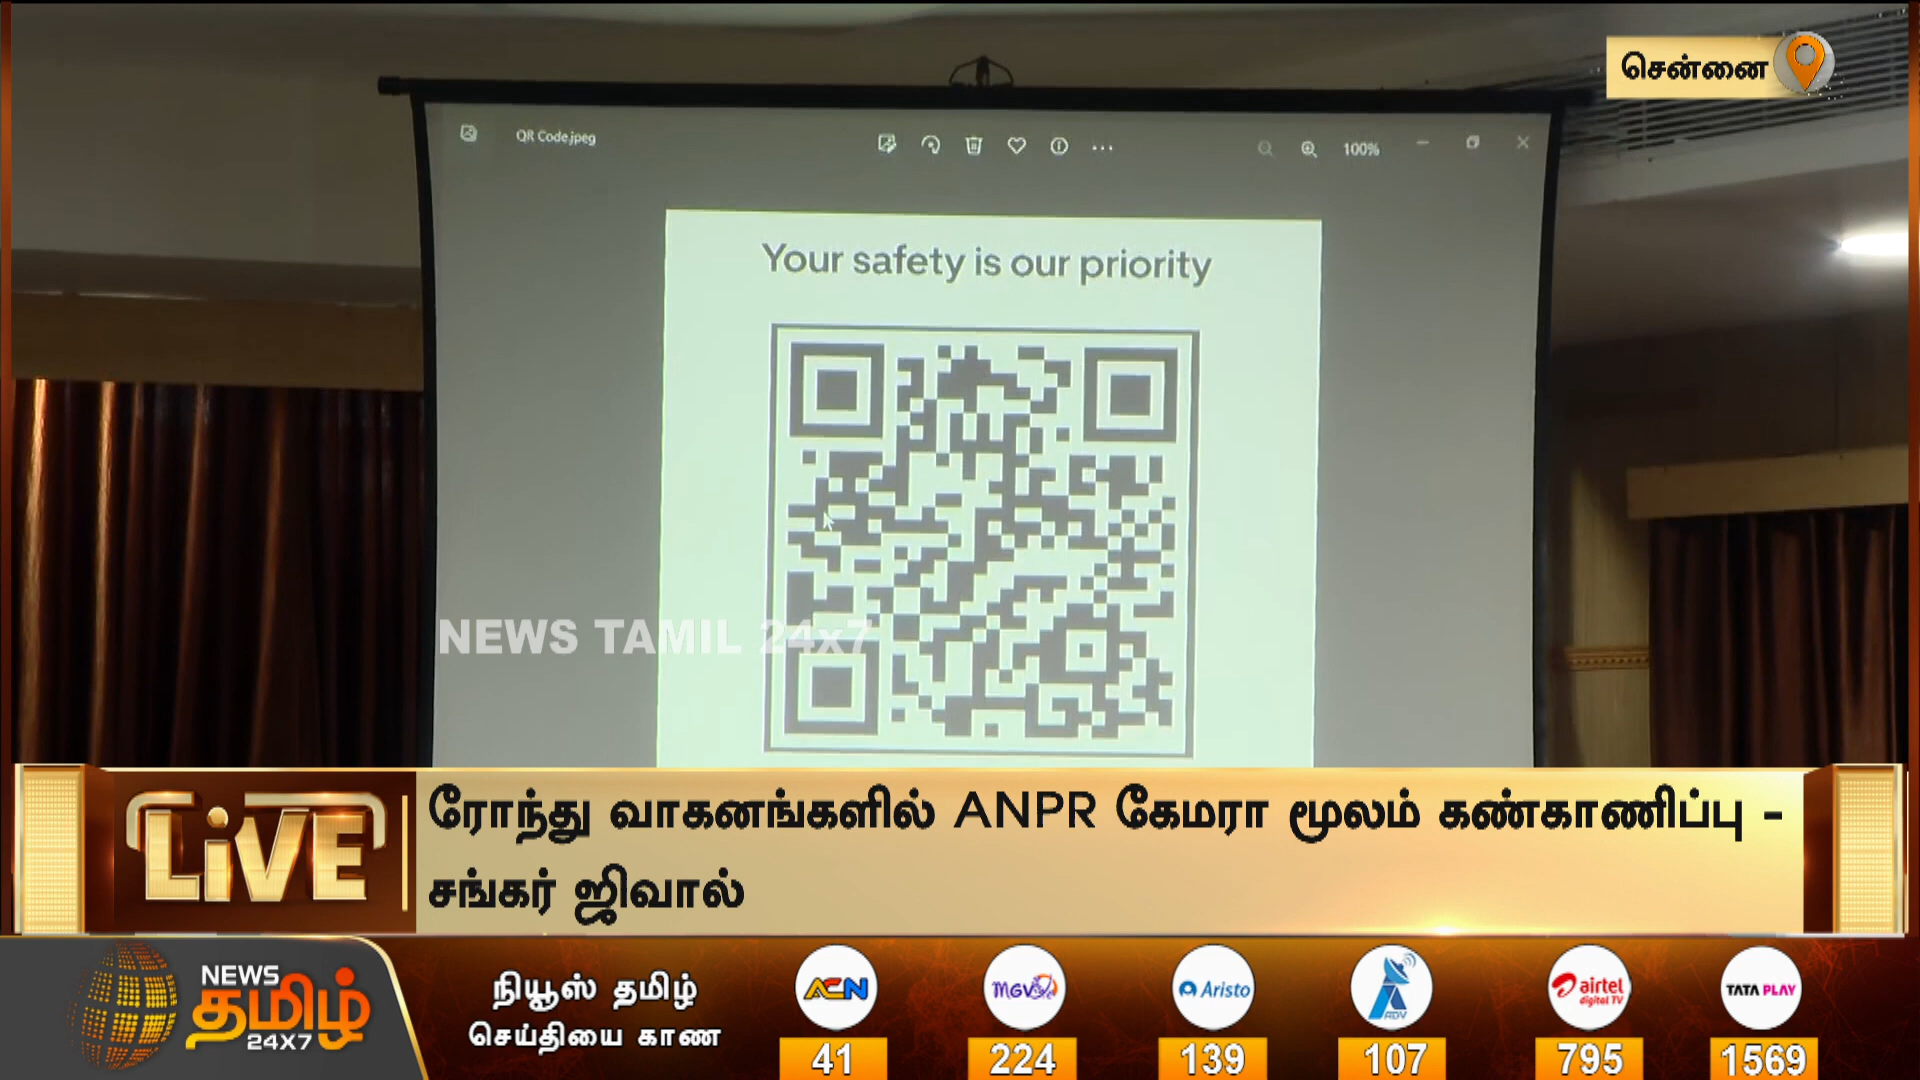 சென்னை
QR Code.jpeg
100%
Your safety is our priority
NEWS TAMIL 24x7
LiVE
ரோந்து வாகனங்களில் ANPR கேமரா மூலம் கண்காணிப்பு -
சங்கர் ஜிவால்
NEWS
தமிழ்
24X7
நியூஸ் தமிழ்
செய்தியை காண
ACN
41
MGV
224
Aristo
139
ADV
107
airtel
digital TV
795
TATA PLAY
1569